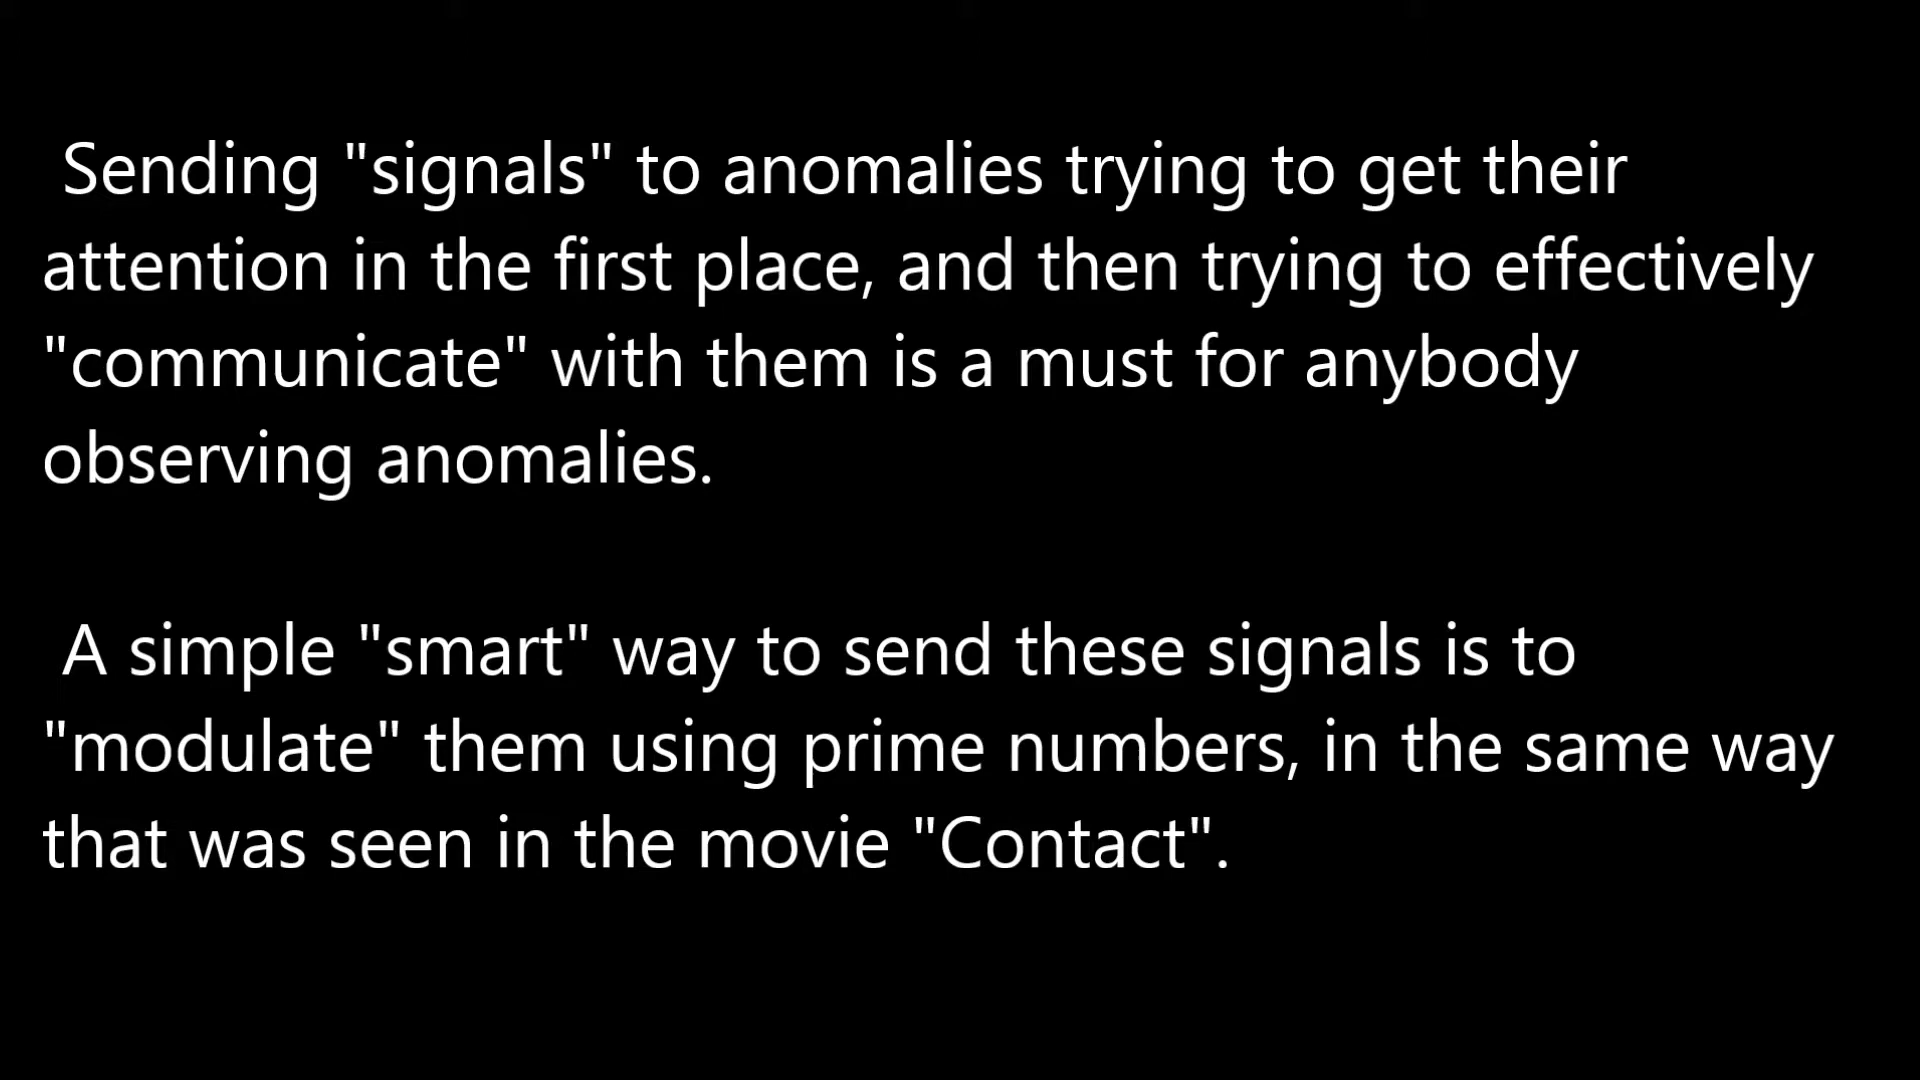 Sending "signals" to anomalies trying to get their
attention in the first place, and then trying to effectively
"communicate" with them is a must for anybody
observing anomalies.
A simple "smart" way to send these signals is to
"modulate" them using prime numbers, in the same way
that was seen in the movie "Contact".